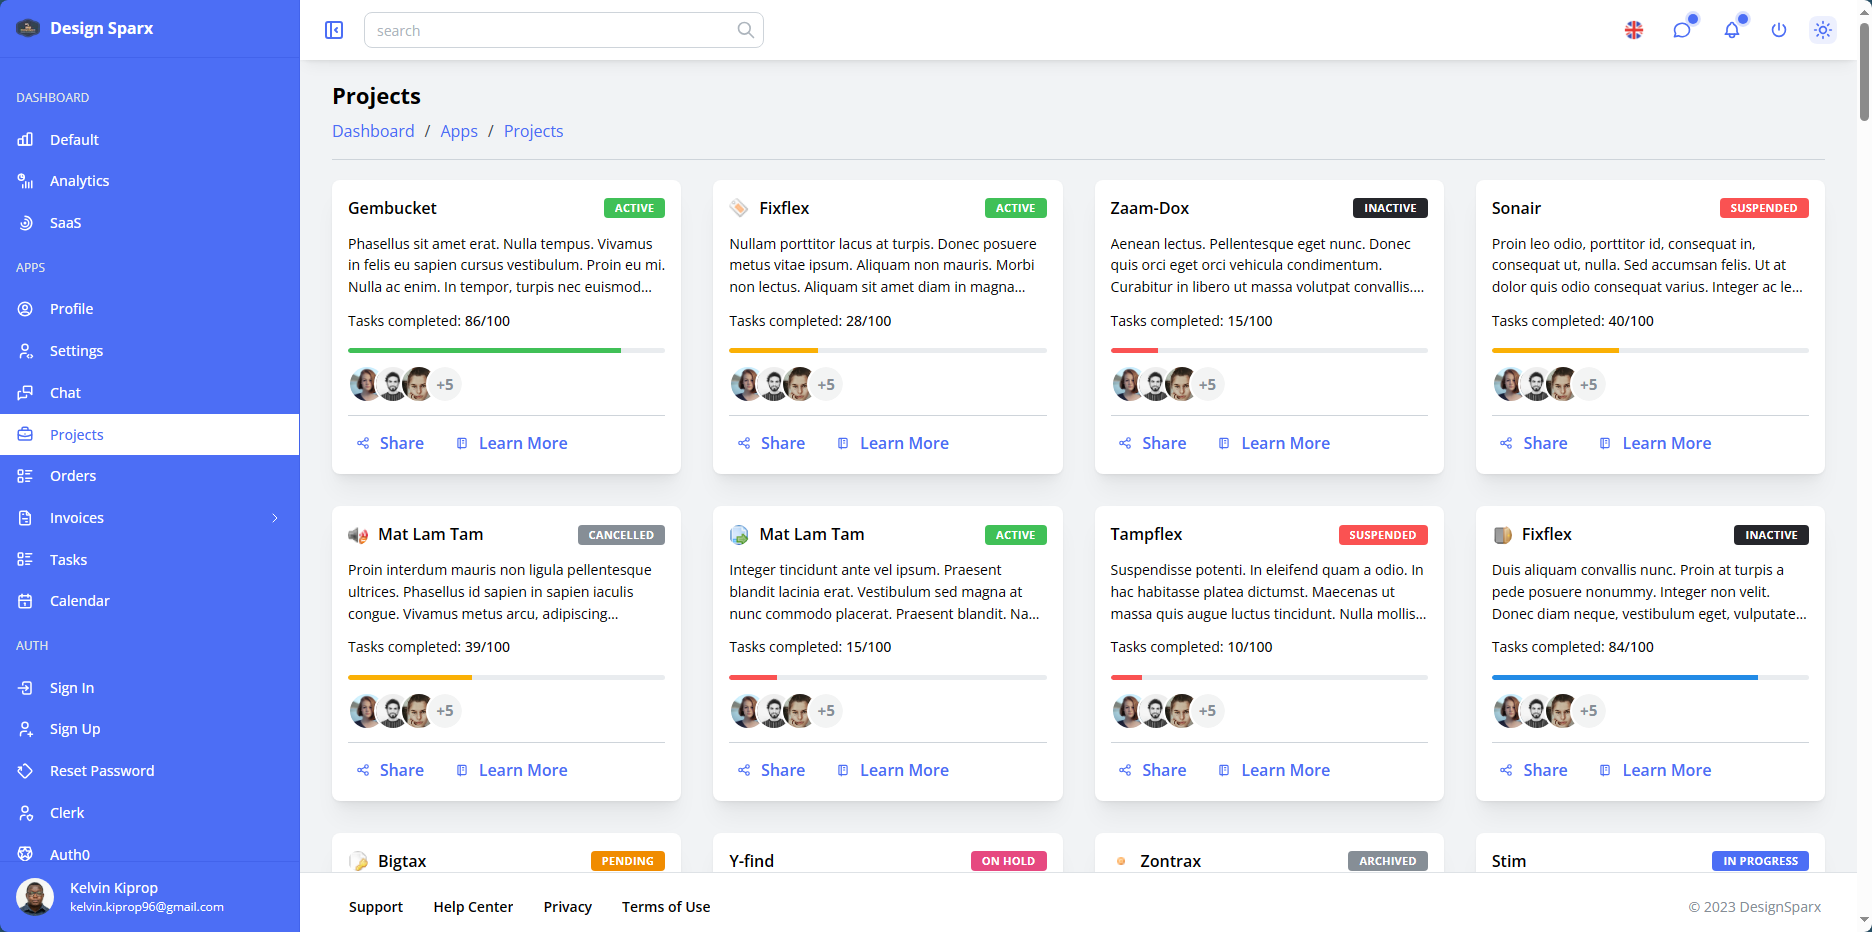 Design Sparx
search
DASHBOARD
Default
Analytics
SaaS
APPS
Profile
Settings
Chat
Projects
Orders
Invoices
Tasks
Calendar
AUTH
Sign In
Sign Up
Reset Password
Clerk
Auth0
Kelvin Kiprop
kelvin.kiprop96@gmail.com
Projects
Dashboard / Apps / Projects
Gembucket
ACTIVE
Phasellus sit amet erat. Nulla tempus. Vivamus
in felis eu sapien cursus vestibulum. Proin eu mi.
Nulla ac enim. In tempor, turpis nec euismod...
Tasks completed: 86/100
+5
Share
Learn More
Fixflex
ACTIVE
Nullam porttitor lacus at turpis. Donec posuere
metus vitae ipsum. Aliquam non mauris. Morbi
non lectus. Aliquam sit amet diam in magna...
Tasks completed: 28/100
+5
Share
Learn More
Zaam-Dox
INACTIVE
Aenean lectus. Pellentesque eget nunc. Donec
quis orci eget orci vehicula condimentum.
Curabitur in libero ut massa volutpat convallis....
Tasks completed: 15/100
+5
Share
Learn More
Sonair
SUSPENDED
Proin leo odio, porttitor id, consequat in,
consequat ut, nulla. Sed accumsan felis. Ut at
dolor quis odio consequat varius. Integer ac le...
Tasks completed: 40/100
+5
Share
Learn More
Mat Lam Tam
CANCELLED
Proin interdum mauris non ligula pellentesque
ultrices. Phasellus id sapien in sapien iaculis
congue. Vivamus metus arcu, adipiscing...
Tasks completed: 39/100
+5
Share
Learn More
Mat Lam Tam
ACTIVE
Integer tincidunt ante vel ipsum. Praesent
blandit lacinia erat. Vestibulum sed magna at
nunc commodo placerat. Praesent blandit. Na...
Tasks completed: 15/100
+5
Share
Learn More
Tampflex
SUSPENDED
Suspendisse potenti. In eleifend quam a odio. In
hac habitasse platea dictumst. Maecenas ut
massa quis augue luctus tincidunt. Nulla mollis...
Tasks completed: 10/100
+5
Share
Learn More
Fixflex
INACTIVE
Duis aliquam convallis nunc. Proin at turpis a
pede posuere nonummy. Integer non velit.
Donec diam neque, vestibulum eget, vulputate...
Tasks completed: 84/100
+5
Share
Learn More
Bigtax
PENDING
Y-find
ON HOLD
Zontrax
ARCHIVED
Stim
IN PROGRESS
Support
Help Center
Privacy
Terms of Use
© 2023 DesignSparx